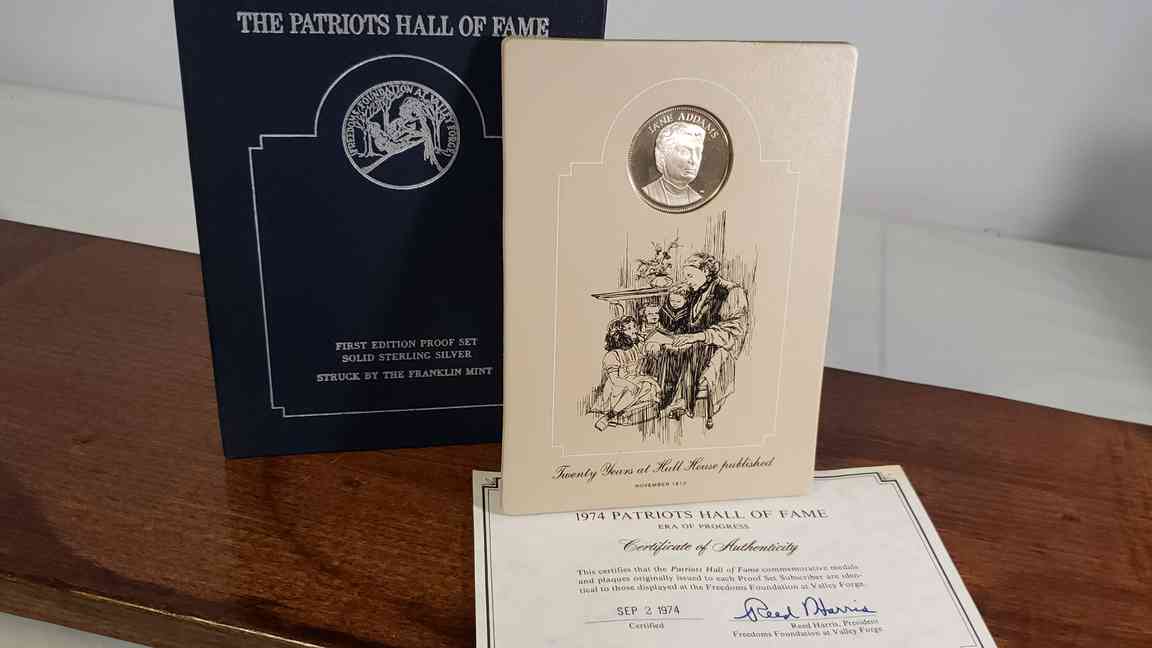 THE PATRIOTS HALL OF FAME
FREEDOMS FOUNDATION AT VALLEY FORGE
FIRST EDITION PROOF SET
SOLID STERLING SILVER
STRUCK BY THE FRANKLIN MINT
JANE ADDAMS
Twenty Years at Hull House published
NOVEMBER 1910
1974 PATRIOTS HALL OF FAME
ERA OF PROGRESS
Certificate of Authenticity
This certifies that the Patriots Hall of Fame commemorative medals
and plaques originally issued to each Proof Set Subscriber are iden-
tical to those displayed at the Freedoms Foundation at Valley Forge.
SEP 2 1974
Certified
Reed Harris
Reed Harris, President
Freedoms Foundation at Valley Forge